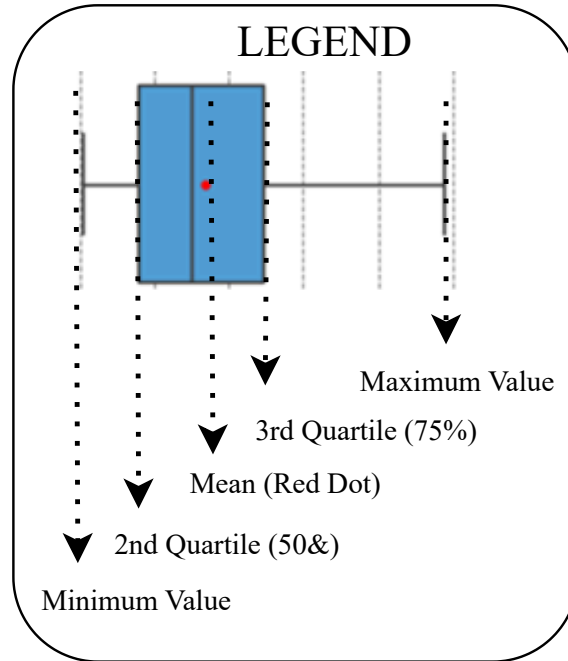 LEGEND
Maximum Value
3rd Quartile (75%)
Mean (Red Dot)
2nd Quartile (50&)
Minimum Value